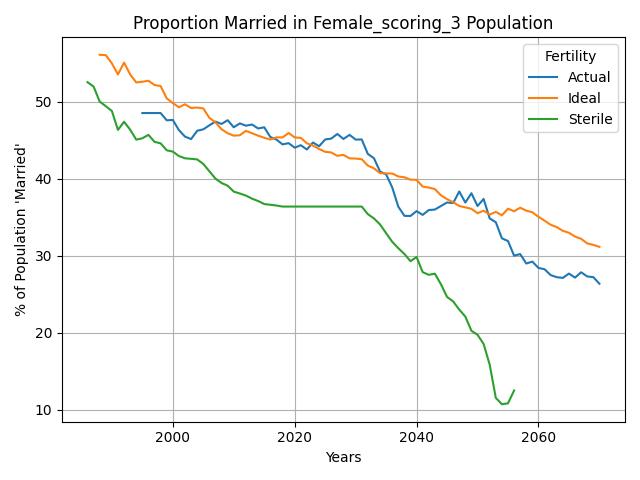 Proportion Married in Female_scoring_3 Population
% of Population 'Married'
50
40
30
20
10
2000
2020
2040
2060
Years
Fertility
Actual
Ideal
Sterile